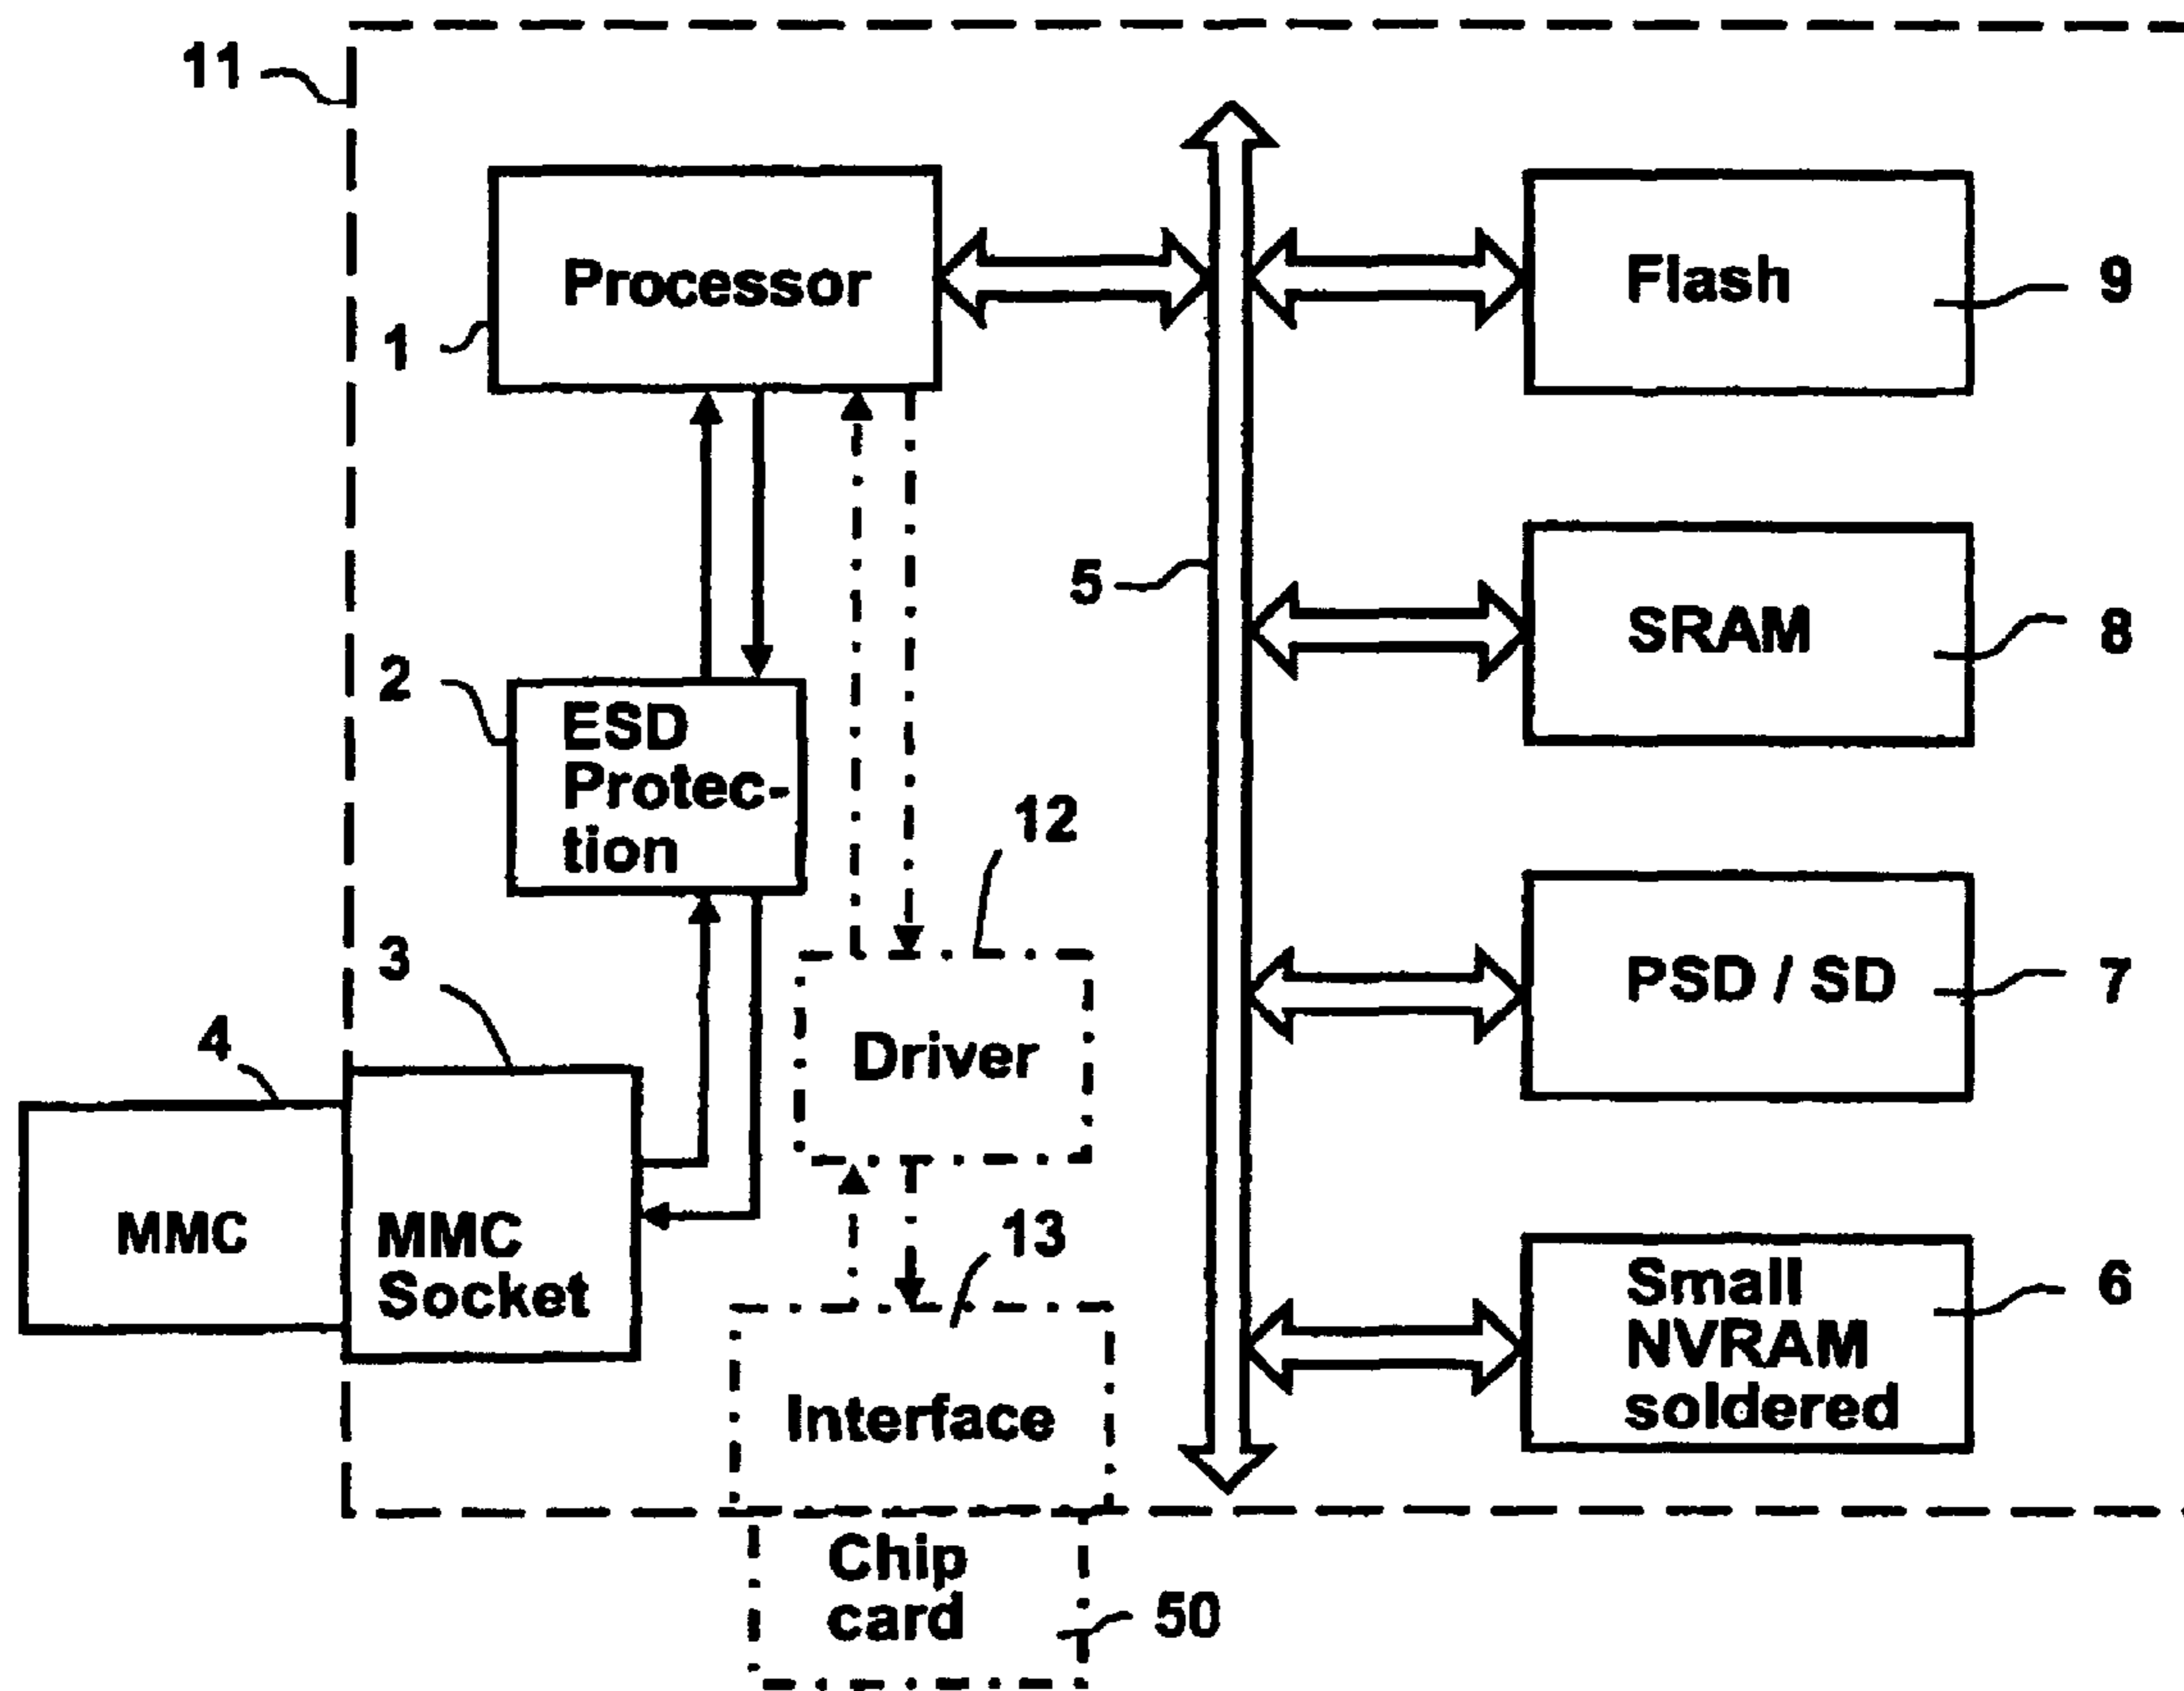 11
Processor
1
Flash
9
5
SRAM
8
2
ESD
Protec-
tion
12
3
PSD / SD
7
4
Driver
MMC
MMC
Socket
13
Small
NVRAM
soldered
6
Interface
Chip
card
50